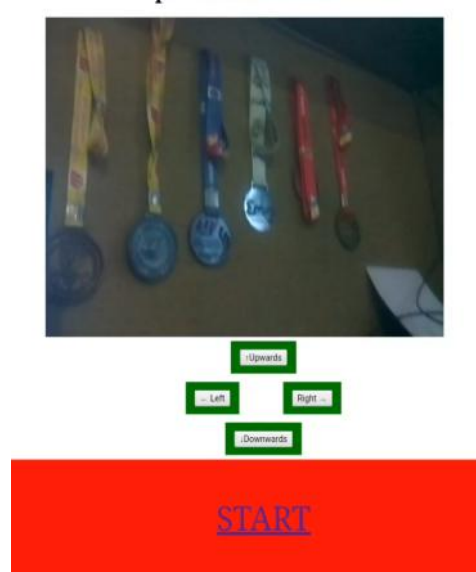 ↑Upwards
← Left
Right →
↓Downwards
START